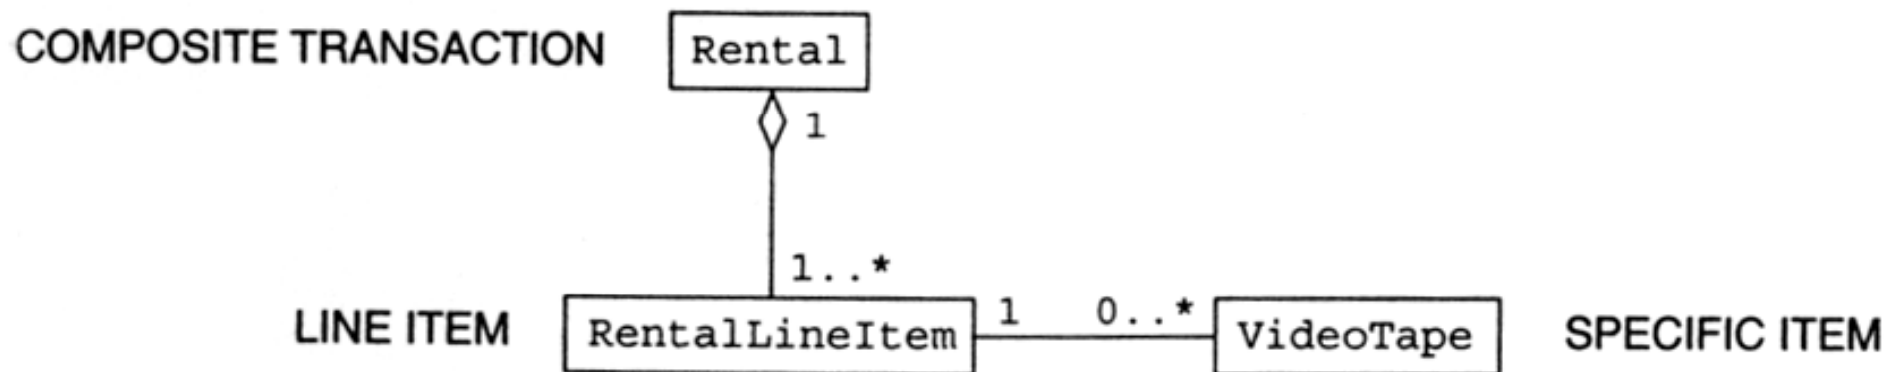 COMPOSITE TRANSACTION Rental
1
1..*
LINE ITEM RentalLineItem 1 0..* VideoTape SPECIFIC ITEM